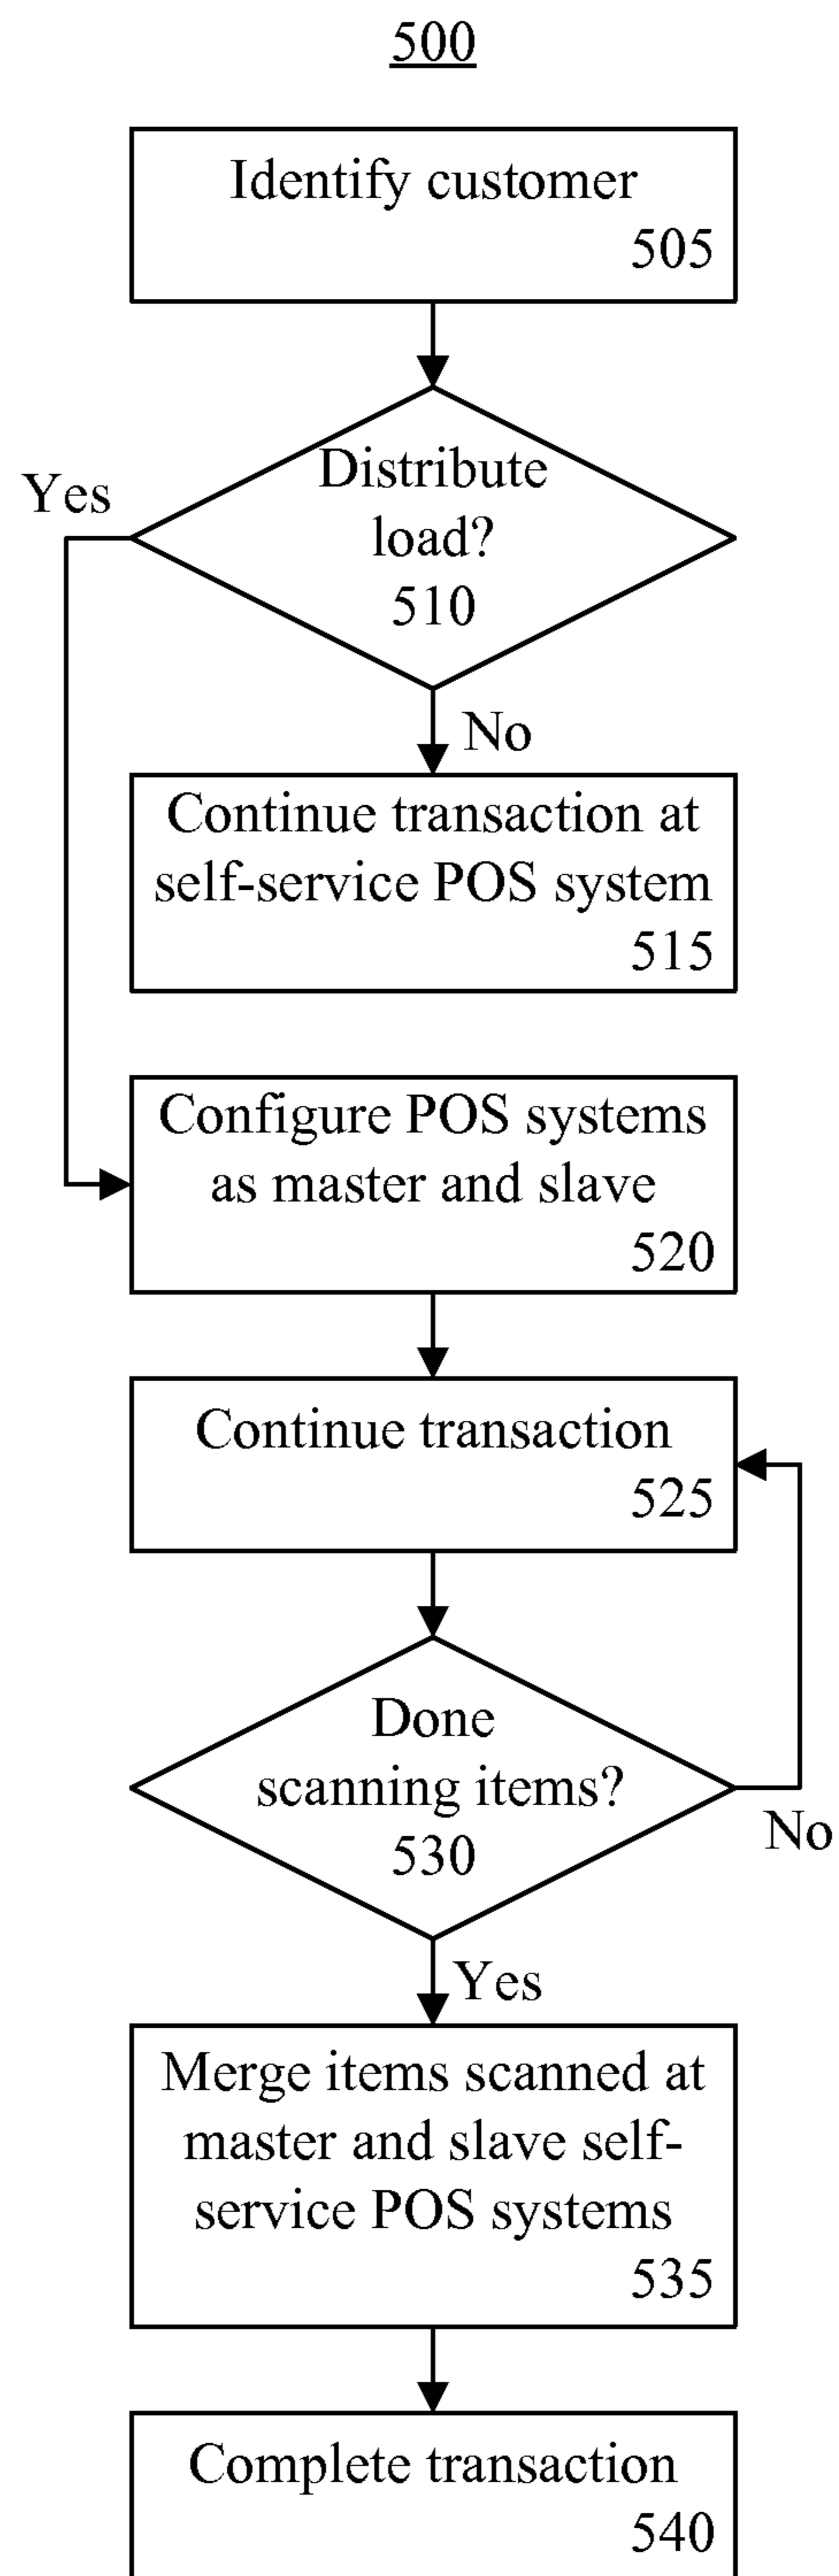 500
Identify customer
505
Distribute
load?
510
Yes
No
Continue transaction at
self-service POS system
515
Configure POS systems
as master and slave
520
Continue transaction
525
Done
scanning items?
530
No
Yes
Merge items scanned at
master and slave self-
service POS systems
535
Complete transaction
540